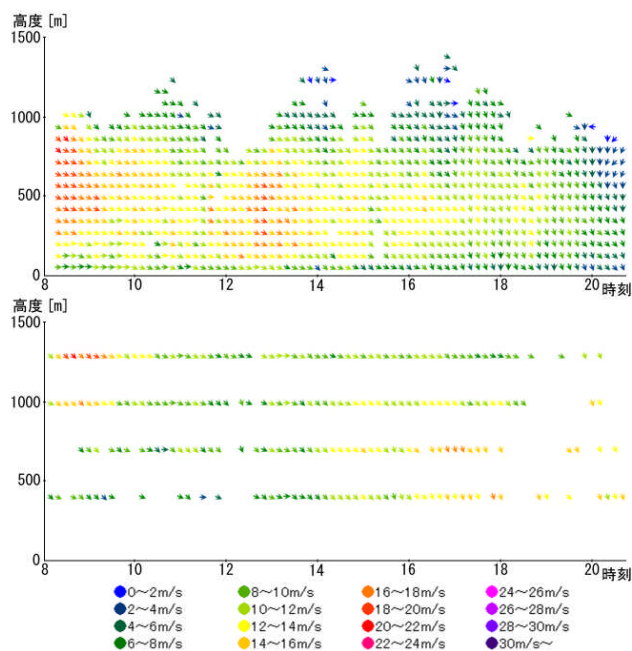 高度 [m]
1500
1000
500
0
8 10 12 14 16 18 20 時刻
高度 [m]
1500
1000
500
0
8 10 12 14 16 18 20 時刻
0～2m/s 8～10m/s 16～18m/s 24～26m/s
2～4m/s 10～12m/s 18～20m/s 26～28m/s
4～6m/s 12～14m/s 20～22m/s 28～30m/s
6～8m/s 14～16m/s 22～24m/s 30m/s～